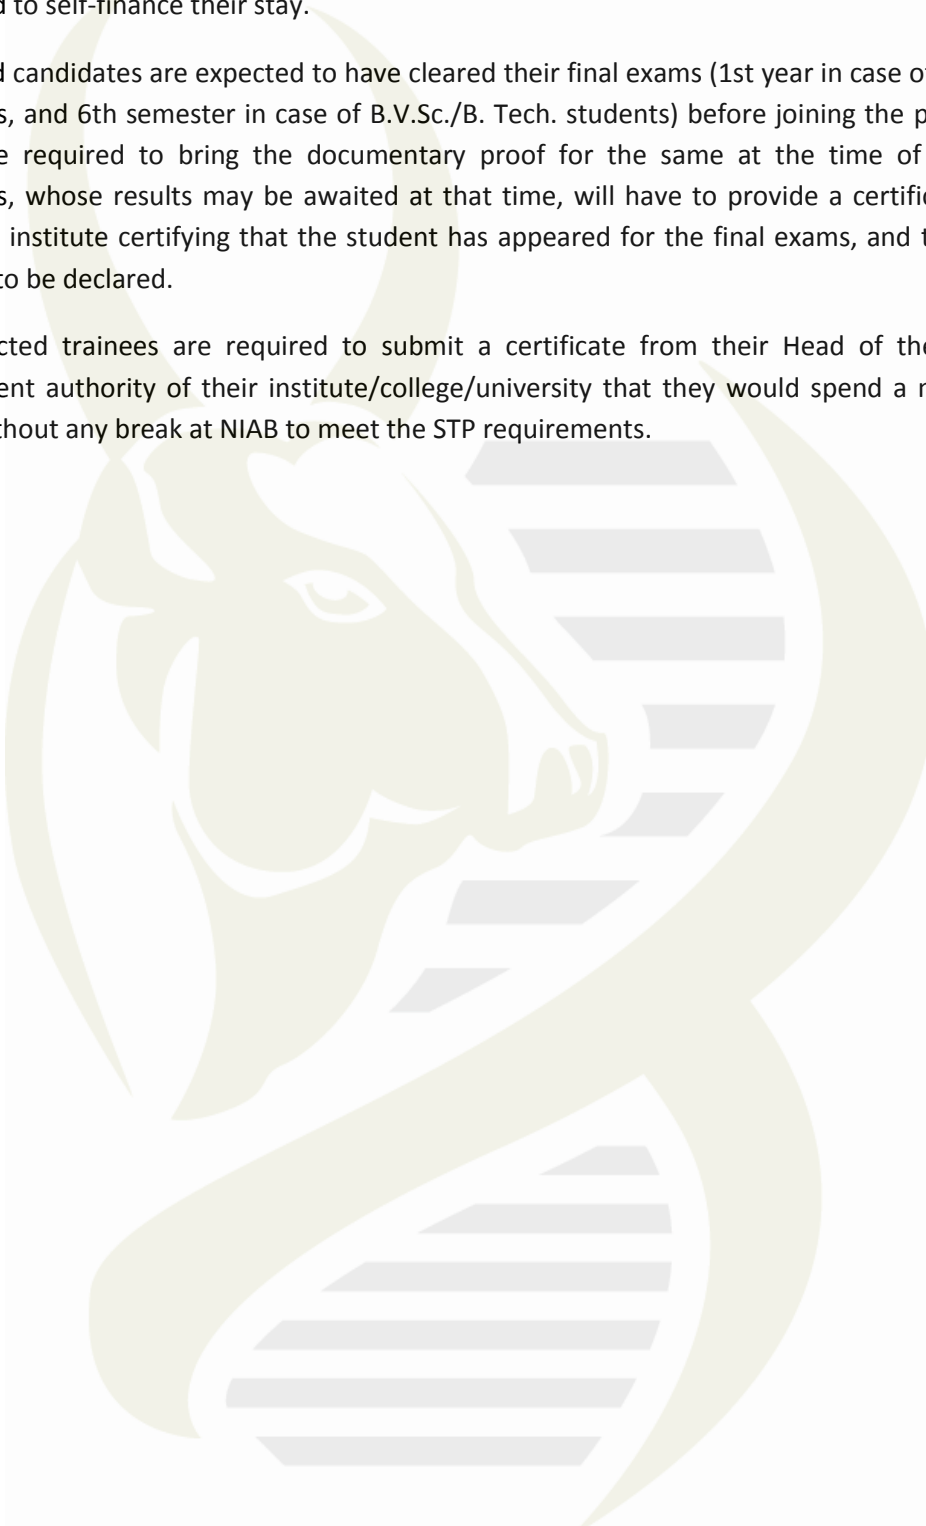 d to self-finance their stay.
d candidates are expected to have cleared their final exams (1st year in case o
s, and 6th semester in case of B.V.Sc./B. Tech. students) before joining the p
e required to bring the documentary proof for the same at the time of
s, whose results may be awaited at that time, will have to provide a certific
institute certifying that the student has appeared for the final exams, and t
to be declared.
cted trainees are required to submit a certificate from their Head of the
ent authority of their institute/college/university that they would spend a
thout any break at NIAB to meet the STP requirements.